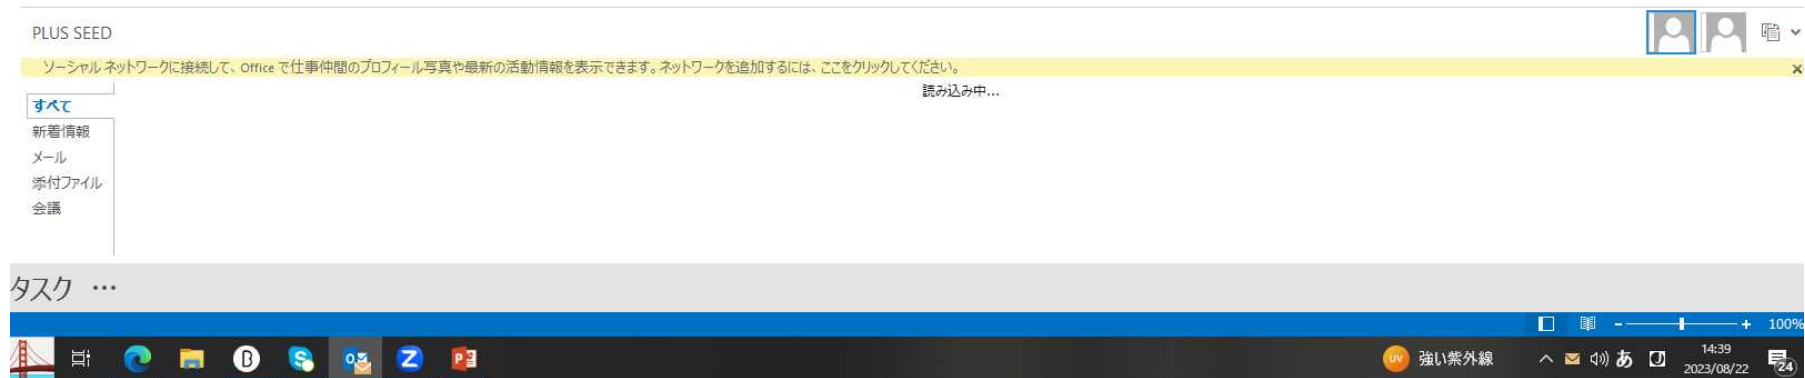 PLUS SEED
ソーシャル ネットワークに接続して、Office で仕事仲間のプロフィール写真や最新の活動情報を表示できます。ネットワークを追加するには、ここをクリックしてください。
読み込み中...
すべて
新着情報
メール
添付ファイル
会議
タスク ･･･
100%
UV 強い紫外線
あ
14:39
2023/08/22
24